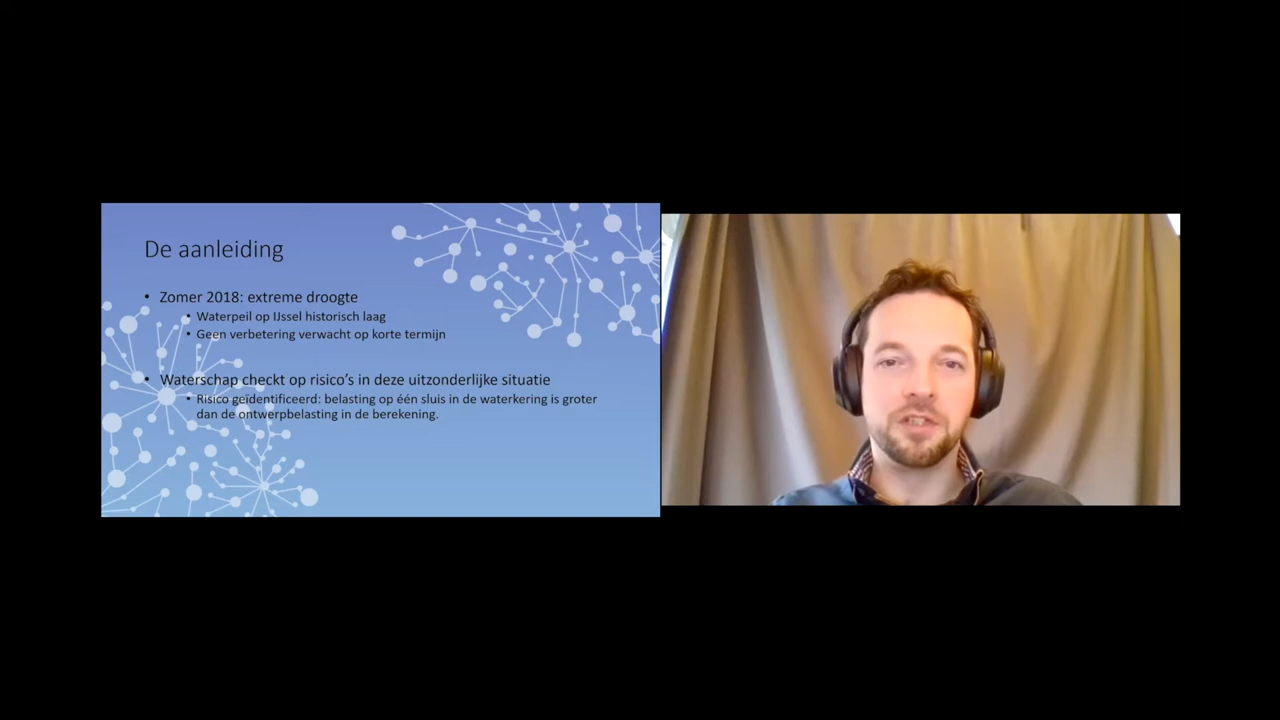 De aanleiding
• Zomer 2018: extreme droogte
• Waterpeil op IJssel historisch laag
• Geen verbetering verwacht op korte termijn
• Waterschap checkt op risico's in deze uitzonderlijke situatie
• Risico geïdentificeerd: belasting op één sluis in de waterkering is groter
dan de ontwerpbelasting in de berekening.